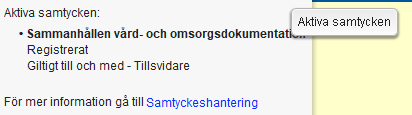 Aktiva samtycken:
Aktiva samtycken
• Sammanhållen vård- och omsorgsdokumentation
Registrerat
Giltigt till och med - Tillsvidare
För mer information gå till Samtyckeshantering